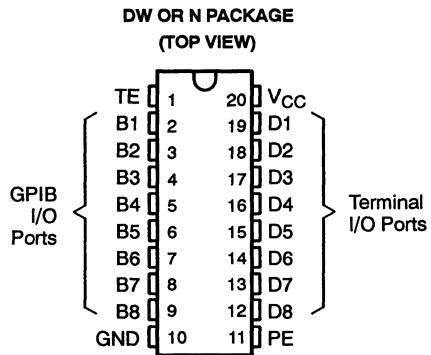 DW OR N PACKAGE
(TOP VIEW)
TE 1 20 VCC
B1 2 19 D1
B2 3 18 D2
B3 4 17 D3
B4 5 16 D4
B5 6 15 D5
B6 7 14 D6
B7 8 13 D7
B8 9 12 D8
GND 10 11 PE
GPIB
I/O
Ports
Terminal
I/O Ports